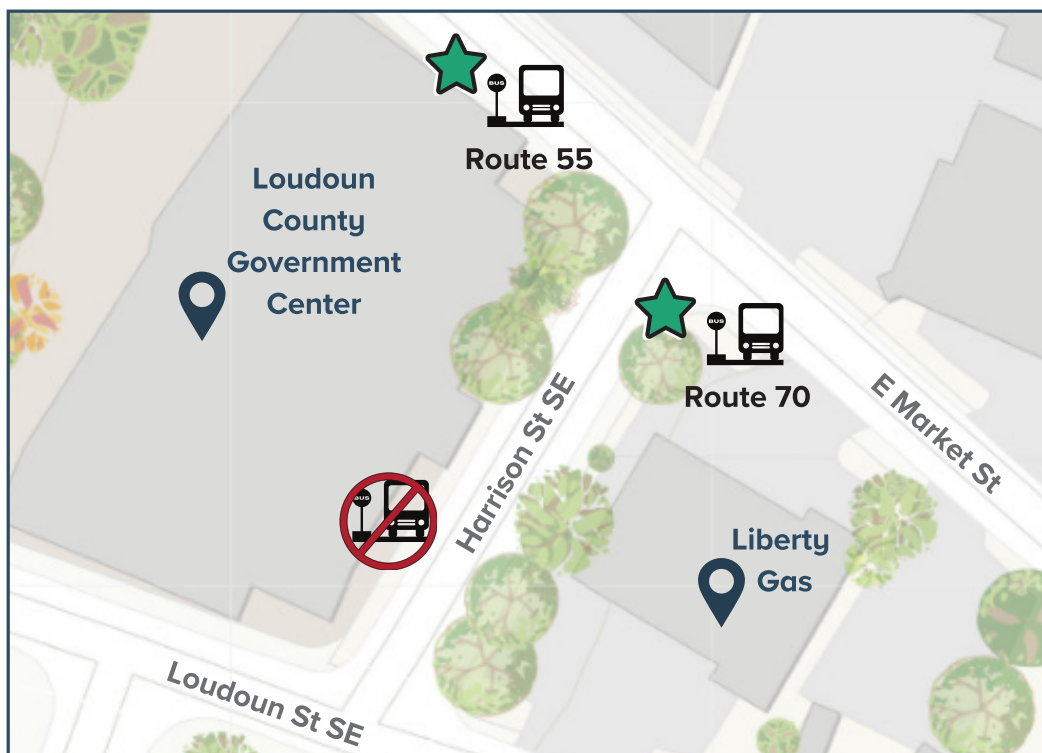 BUS
Route 55
Loudoun
County
Government
Center
BUS
Route 70
E Market St
Harrison St SE
BUS
Liberty
Gas
Loudoun St SE